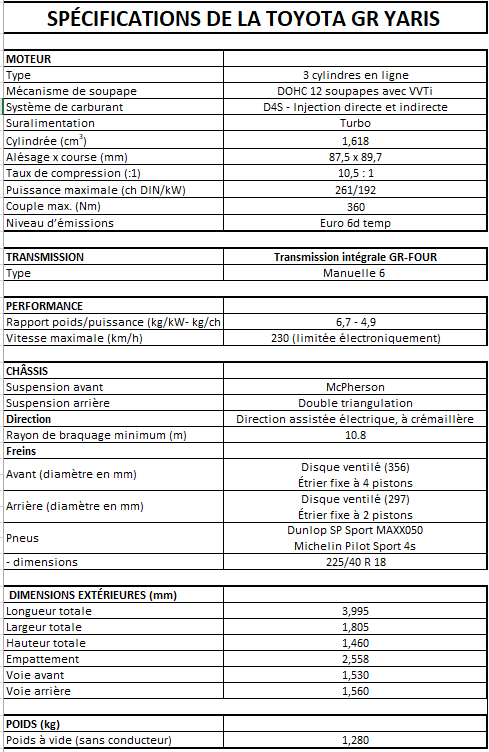 SPÉCIFICATIONS DE LA TOYOTA GR YARIS
MOTEUR
Type 3 cylindres en ligne
Mécanisme de soupape DOHC 12 soupapes avec VVTi
Système de carburant D4S - Injection directe et indirecte
Suralimentation Turbo
Cylindrée (cm³) 1,618
Alésage x course (mm) 87,5 x 89,7
Taux de compression (:1) 10,5 : 1
Puissance maximale (ch DIN/kW) 261/192
Couple max. (Nm) 360
Niveau d’émissions Euro 6d temp
TRANSMISSION Transmission intégrale GR-FOUR
Type Manuelle 6
PERFORMANCE
Rapport poids/puissance (kg/kW- kg/ch 6,7 - 4,9
Vitesse maximale (km/h) 230 (limitée électroniquement)
CHÂSSIS
Suspension avant McPherson
Suspension arrière Double triangulation
Direction Direction assistée électrique, à crémaillère
Rayon de braquage minimum (m) 10.8
Freins
Avant (diamètre en mm) Disque ventilé (356)
Étrier fixe à 4 pistons
Arrière (diamètre en mm) Disque ventilé (297)
Étrier fixe à 2 pistons
Pneus Dunlop SP Sport MAXX050
Michelin Pilot Sport 4s
- dimensions 225/40 R 18
DIMENSIONS EXTÉRIEURES (mm)
Longueur totale 3,995
Largeur totale 1,805
Hauteur totale 1,460
Empattement 2,558
Voie avant 1,530
Voie arrière 1,560
POIDS (kg)
Poids à vide (sans conducteur) 1,280